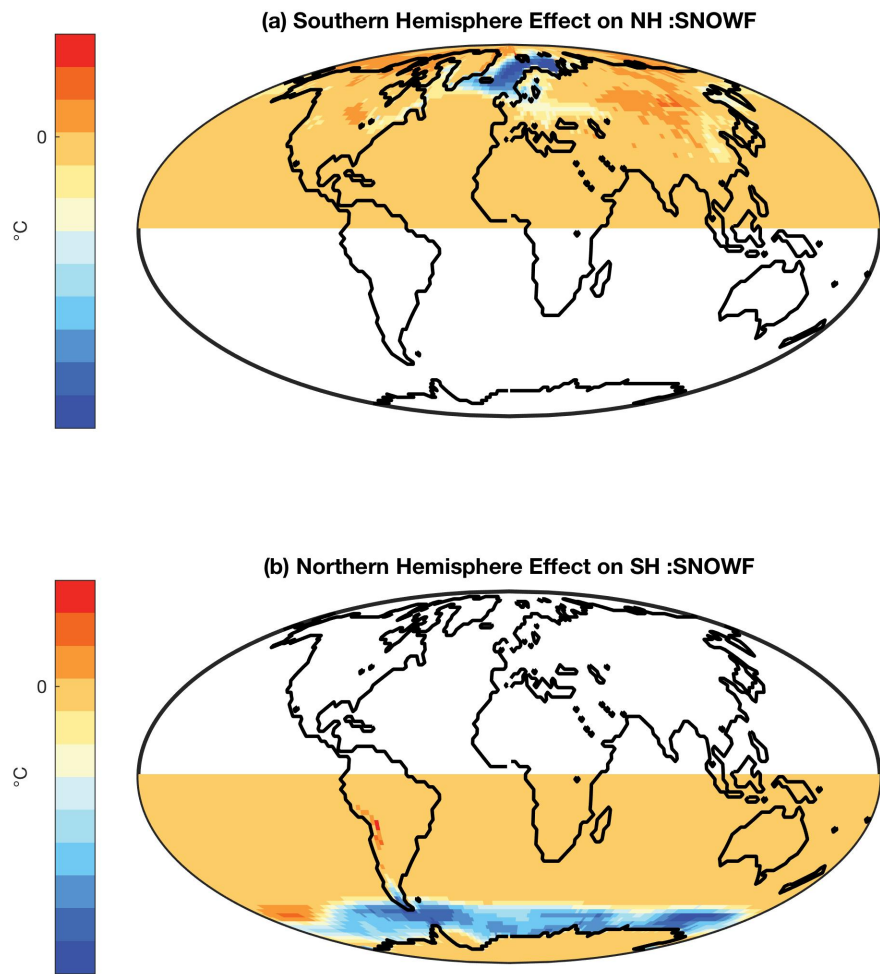 (a) Southern Hemisphere Effect on NH :SNOWF
0
°C
(b) Northern Hemisphere Effect on SH :SNOWF
0
°C